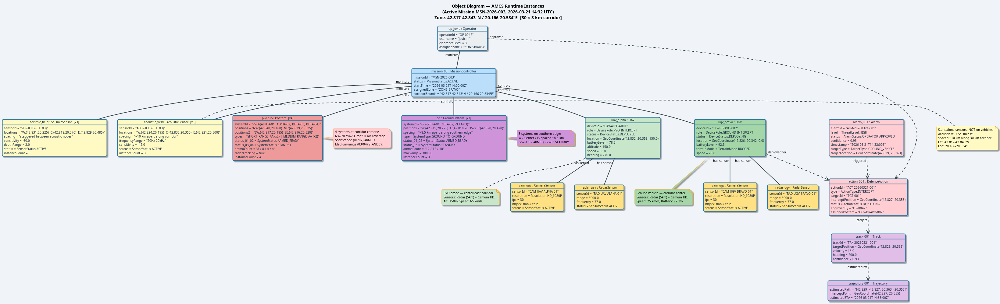 Object Diagram — AMCS Runtime Instances
(Active Mission MSN-2026-003, 2026-03-21 14:32 UTC)
Zone: 42.817-42.843°N / 20.166-20.534°E  [30 × 3 km corridor]
op_jovic : Operator
operatorId = "OP-0042"
username = "jovic.m"
clearanceLevel = 3
assignedZone = "ZONE-BRAVO"
approved
monitors
mission_03 : MissionController
missionId = "MSN-2026-003"
status = MissionStatus.ACTIVE
startTime = "2026-03-21T14:00:00Z"
assignedZone = "ZONE-BRAVO"
corridorBounds = "42.817-42.843°N / 20.166-20.534°E"
monitors
monitors
controls
controls
controls
controls
seismic_field : SeismicSensor  [x3]
sensorId = "SEI-FIELD-{01..03}"
locations = "W:(42.831,20.225)  C:(42.818,20.370)  E:(42.829,20.485)"
spacing = "staggered between acoustic nodes"
sensitivity = -60.0
depthRange = 2.0
status = SensorStatus.ACTIVE
instanceCount = 3
acoustic_field : AcousticSensor  [x3]
sensorId = "ACO-FIELD-{01..03}"
locations = "W:(42.824,20.195)  C:(42.833,20.350)  E:(42.821,20.500)"
spacing = "~10 km apart along corridor"
frequencyRange = "20Hz-20kHz"
sensitivity = -42.0
status = SensorStatus.ACTIVE
instanceCount = 3
pvo : PVOSystem  [x4]
systemId = "PVO-{ALPHA-01, ALPHA-02, BETA-03, BETA-04}"
positions = "NW:(42.840,20.180)  NE:(42.839,20.525)"
positions2 = "SW:(42.817,20.185)  SE:(42.816,20.520)"
types = "SHORT_RANGE_AA (x2) | MEDIUM_RANGE_AA (x2)"
status_01_02 = SystemStatus.ARMED_READY
status_03_04 = SystemStatus.STANDBY
ammoCount = "8 / 8 / 4 / 4"
radarTracking = true
instanceCount = 4
4 systems at corridor corners:
NW/NE/SW/SE for full air coverage.
Short-range (01/02) ARMED.
Medium-range (03/04) STANDBY.
gg : GroundSystem  [x3]
systemId = "GG-{ZETA-01, ZETA-02, ZETA-03}"
positions = "W:(42.819,20.225)  C:(42.818,20.352)  E:(42.820,20.478)"
spacing = "~8.5 km apart along southern edge"
type = SystemType.GROUND_TO_GROUND
status_01_02 = SystemStatus.ARMED_READY
status_03 = SystemStatus.STANDBY
ammoCount = "12 / 12 / 10"
maxRange = 3000.0
instanceCount = 3
3 systems on southern edge:
W / Center / E, spaced ~8.5 km.
GG-01/02 ARMED, GG-03 STANDBY.
uav_alpha : UAV
deviceId = "UAV-ALPHA-001"
role = DeviceRole.PVO_INTERCEPT
status = DeviceStatus.DEPLOYED
location = GeoCoordinate(42.832, 20.358, 150.0)
batteryLevel = 78.5
altitude = 150.0
speed = 65.0
heading = 270.0
ugv_bravo : UGV
deviceId = "UGV-BRAVO-002"
role = DeviceRole.GROUND_INTERCEPT
status = DeviceStatus.DEPLOYING
location = GeoCoordinate(42.826, 20.342, 0.0)
batteryLevel = 92.3
terrainMode = TerrainMode.RUGGED
speed = 25.0
alarm_001 : Alarm
alarmId = "ALM-20260321-001"
level = ThreatLevel.HIGH
status = AlarmStatus.OPERATOR_APPROVED
confidence = 0.93
timestamp = "2026-03-21T14:32:00Z"
targetType = TargetType.GROUND_VEHICLE
targetLocation = GeoCoordinate(42.829, 20.363)
Standalone sensors, NOT on vehicles.
Acoustic x3 + Seismic x3
spaced ~10 km along 30 km corridor.
Lat: 42.817-42.843°N
Lon: 20.166-20.534°E
has sensor
has sensor
has sensor
has sensor
deployed for
triggered
PVO drone — center-east corridor.
Sensors: Radar (5km) + Camera HD.
Alt: 150m, Speed: 65 km/h.
cam_uav : CameraSensor
sensorId = "CAM-UAV-ALPHA-01"
resolution = Resolution.HD_1080P
fps = 30
nightVision = true
status = SensorStatus.ACTIVE
radar_uav : RadarSensor
sensorId = "RAD-UAV-ALPHA-01"
range = 5000.0
frequency = 77.0
status = SensorStatus.ACTIVE
Ground vehicle — corridor center.
Sensors: Radar (5km) + Camera HD.
Speed: 25 km/h, Battery: 92.3%.
cam_ugv : CameraSensor
sensorId = "CAM-UGV-BRAVO-01"
resolution = Resolution.HD_1080P
fps = 30
nightVision = true
status = SensorStatus.ACTIVE
radar_ugv : RadarSensor
sensorId = "RAD-UGV-BRAVO-01"
range = 5000.0
frequency = 77.0
status = SensorStatus.ACTIVE
action_001 : DefenceAction
actionId = "ACT-20260321-001"
type = ActionType.INTERCEPT
targetId = "TGT-001"
interceptPosition = GeoCoordinate(42.827, 20.355)
status = ActionStatus.DEPLOYING
approvedBy = "OP-0042"
assignedSystem = "UGV-BRAVO-002"
targets
track_001 : Track
trackId = "TRK-20260321-001"
targetPosition = GeoCoordinate(42.829, 20.363)
velocity = 15.0
heading = 200.0
confidence = 0.93
estimated by
trajectory_001 : Trajectory
estimatedPath = "[42.829->42.827, 20.363->20.355]"
interceptPoint = GeoCoordinate(42.827, 20.355)
estimatedETA = "2026-03-21T14:35:00Z"